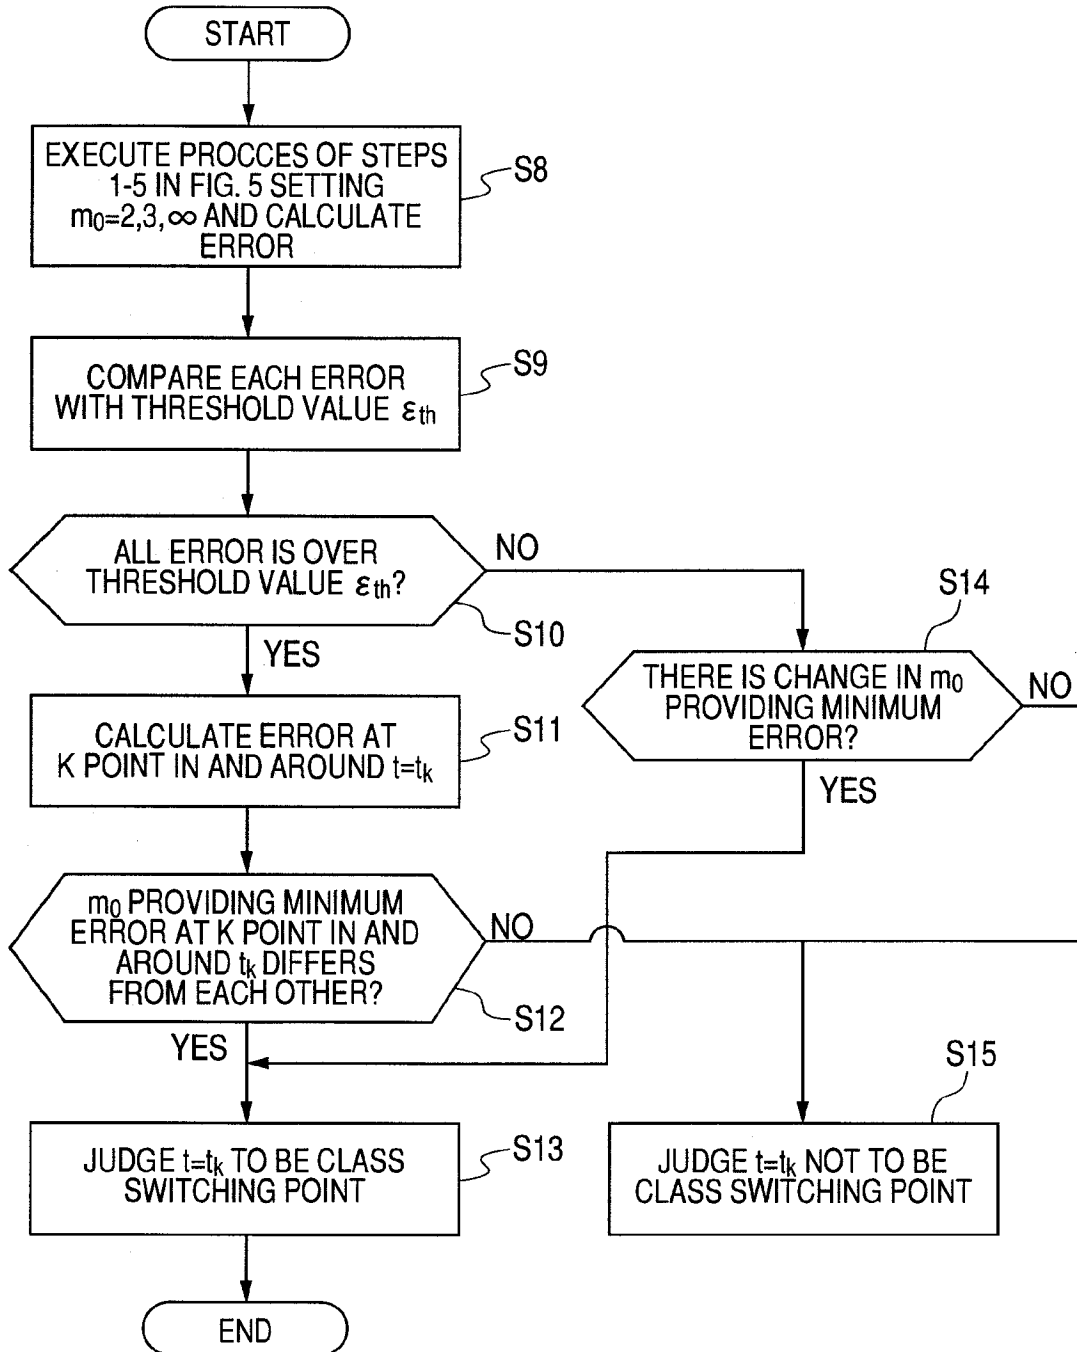 START
EXECUTE PROCCES OF STEPS
1-5 IN FIG. 5 SETTING
m0=2,3,∞ AND CALCULATE
ERROR
S8
COMPARE EACH ERROR
WITH THRESHOLD VALUE εth
S9
ALL ERROR IS OVER
THRESHOLD VALUE εth?
NO
S10
YES
S14
THERE IS CHANGE IN m0
PROVIDING MINIMUM
ERROR?
NO
YES
CALCULATE ERROR AT
K POINT IN AND AROUND t=tk
S11
m0 PROVIDING MINIMUM
ERROR AT K POINT IN AND
AROUND tk DIFFERS
FROM EACH OTHER?
NO
S12
YES
JUDGE t=tk TO BE CLASS
SWITCHING POINT
S13
S15
JUDGE t=tk NOT TO BE
CLASS SWITCHING POINT
END